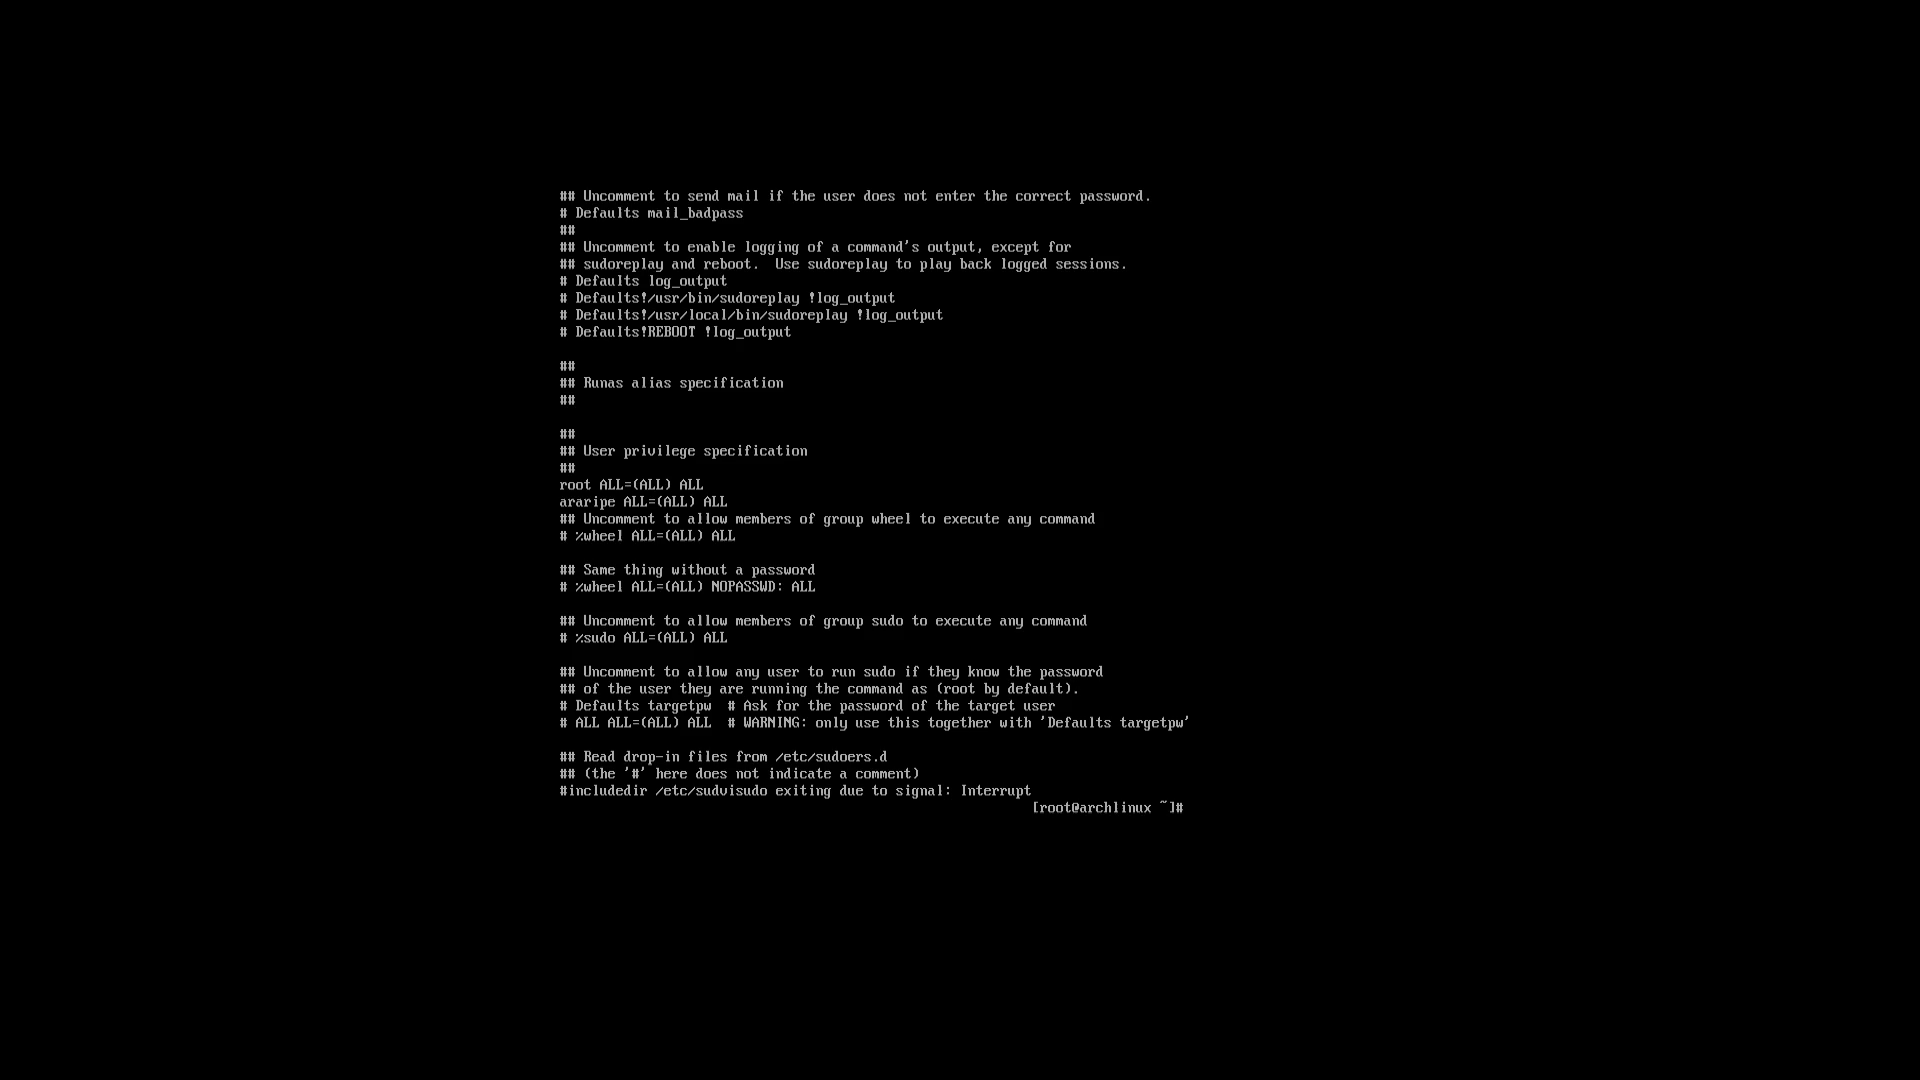 ## Uncomment to send mail if the user does not enter the correct password.
# Defaults mail_badpass
##
## Uncomment to enable logging of a command's output, except for
## sudoreplay and reboot.  Use sudoreplay to play back logged sessions.
# Defaults log_output
# Defaults!/usr/bin/sudoreplay !log_output
# Defaults!/usr/local/bin/sudoreplay !log_output
# Defaults!REBOOT !log_output
##
## Runas alias specification
##
##
## User privilege specification
##
root ALL=(ALL) ALL
araripe ALL=(ALL) ALL
## Uncomment to allow members of group wheel to execute any command
# %wheel ALL=(ALL) ALL
## Same thing without a password
# %wheel ALL=(ALL) NOPASSWD: ALL
## Uncomment to allow members of group sudo to execute any command
# %sudo ALL=(ALL) ALL
## Uncomment to allow any user to run sudo if they know the password
## of the user they are running the command as (root by default).
# Defaults targetpw  # Ask for the password of the target user
# ALL ALL=(ALL) ALL  # WARNING: only use this together with 'Defaults targetpw'
## Read drop-in files from /etc/sudoers.d
## (the '#' here does not indicate a comment)
#includedir /etc/sudvisudo exiting due to signal: Interrupt
[root@archlinux ~]#